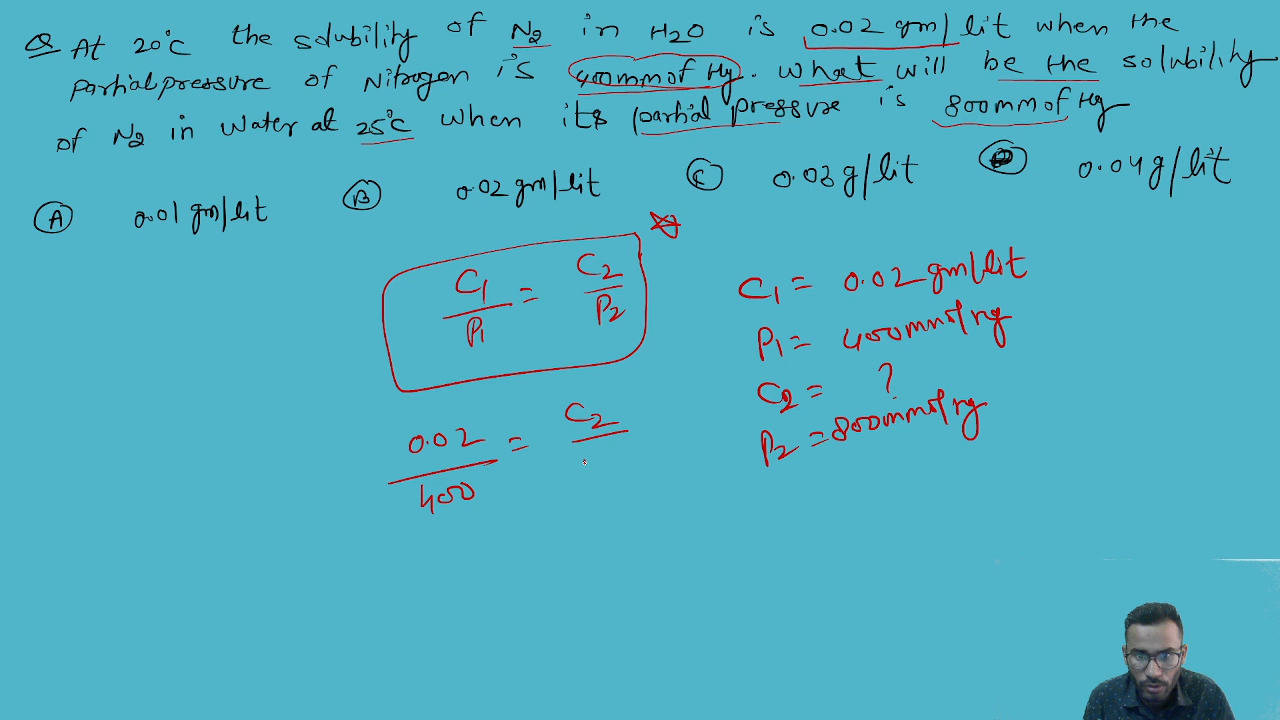 Q At 20°C the solubility of N2 in H2O is 0.02 gm/lit when the
Partial pressure of Nitrogen is 400mm of Hg. What will be the solubility
of N2 in water at 25°C when its partial pressure is 800mm of Hg
(A) 0.01 gm/lit (B) 0.02 gm/lit (C) 0.03 g/lit (D) 0.04 g/lit
C1/P1 = C2/P2
C1 = 0.02 gm/lit
P1 = 400mm of Hg
C2 = ?
P2 = 800mm of Hg
0.02/400 = C2/